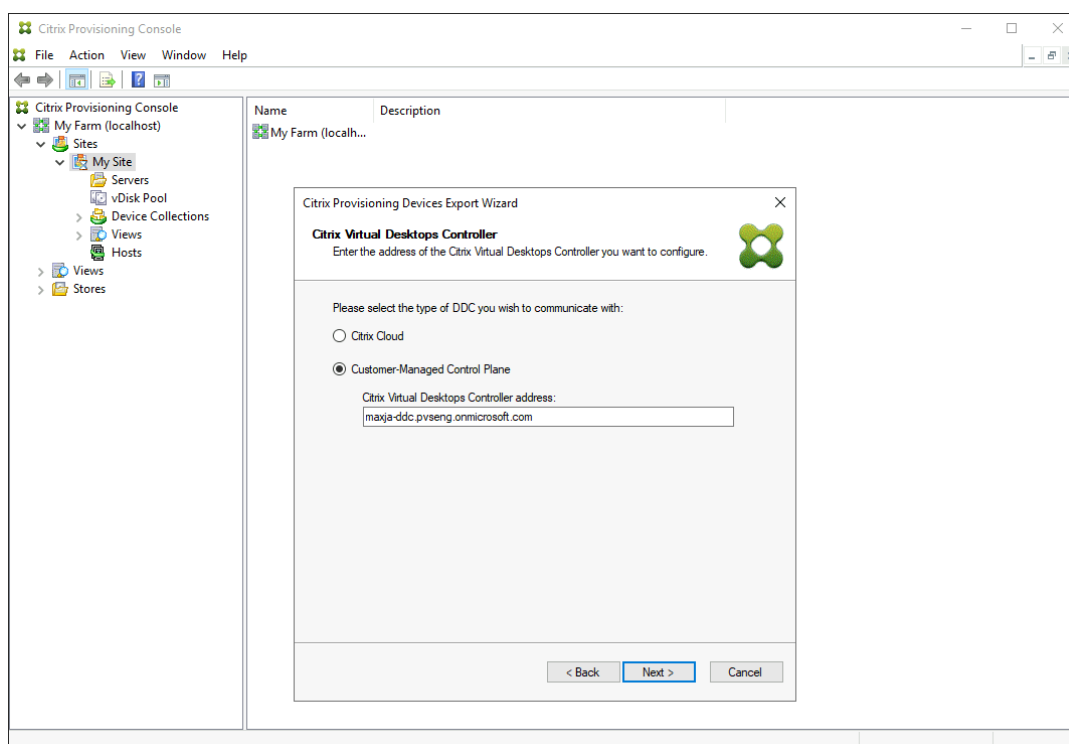 Citrix Provisioning Console
File Action View Window Help
Citrix Provisioning Console
My Farm (localhost)
Sites
My Site
Servers
vDisk Pool
Device Collections
Views
Hosts
Views
Stores
Name Description
My Farm (localh...
Citrix Provisioning Devices Export Wizard
Citrix Virtual Desktops Controller
Enter the address of the Citrix Virtual Desktops Controller you want to configure.
Please select the type of DDC you wish to communicate with:
Citrix Cloud
Customer-Managed Control Plane
Citrix Virtual Desktops Controller address:
maxja-ddc.pvseng.onmicrosoft.com
< Back Next > Cancel